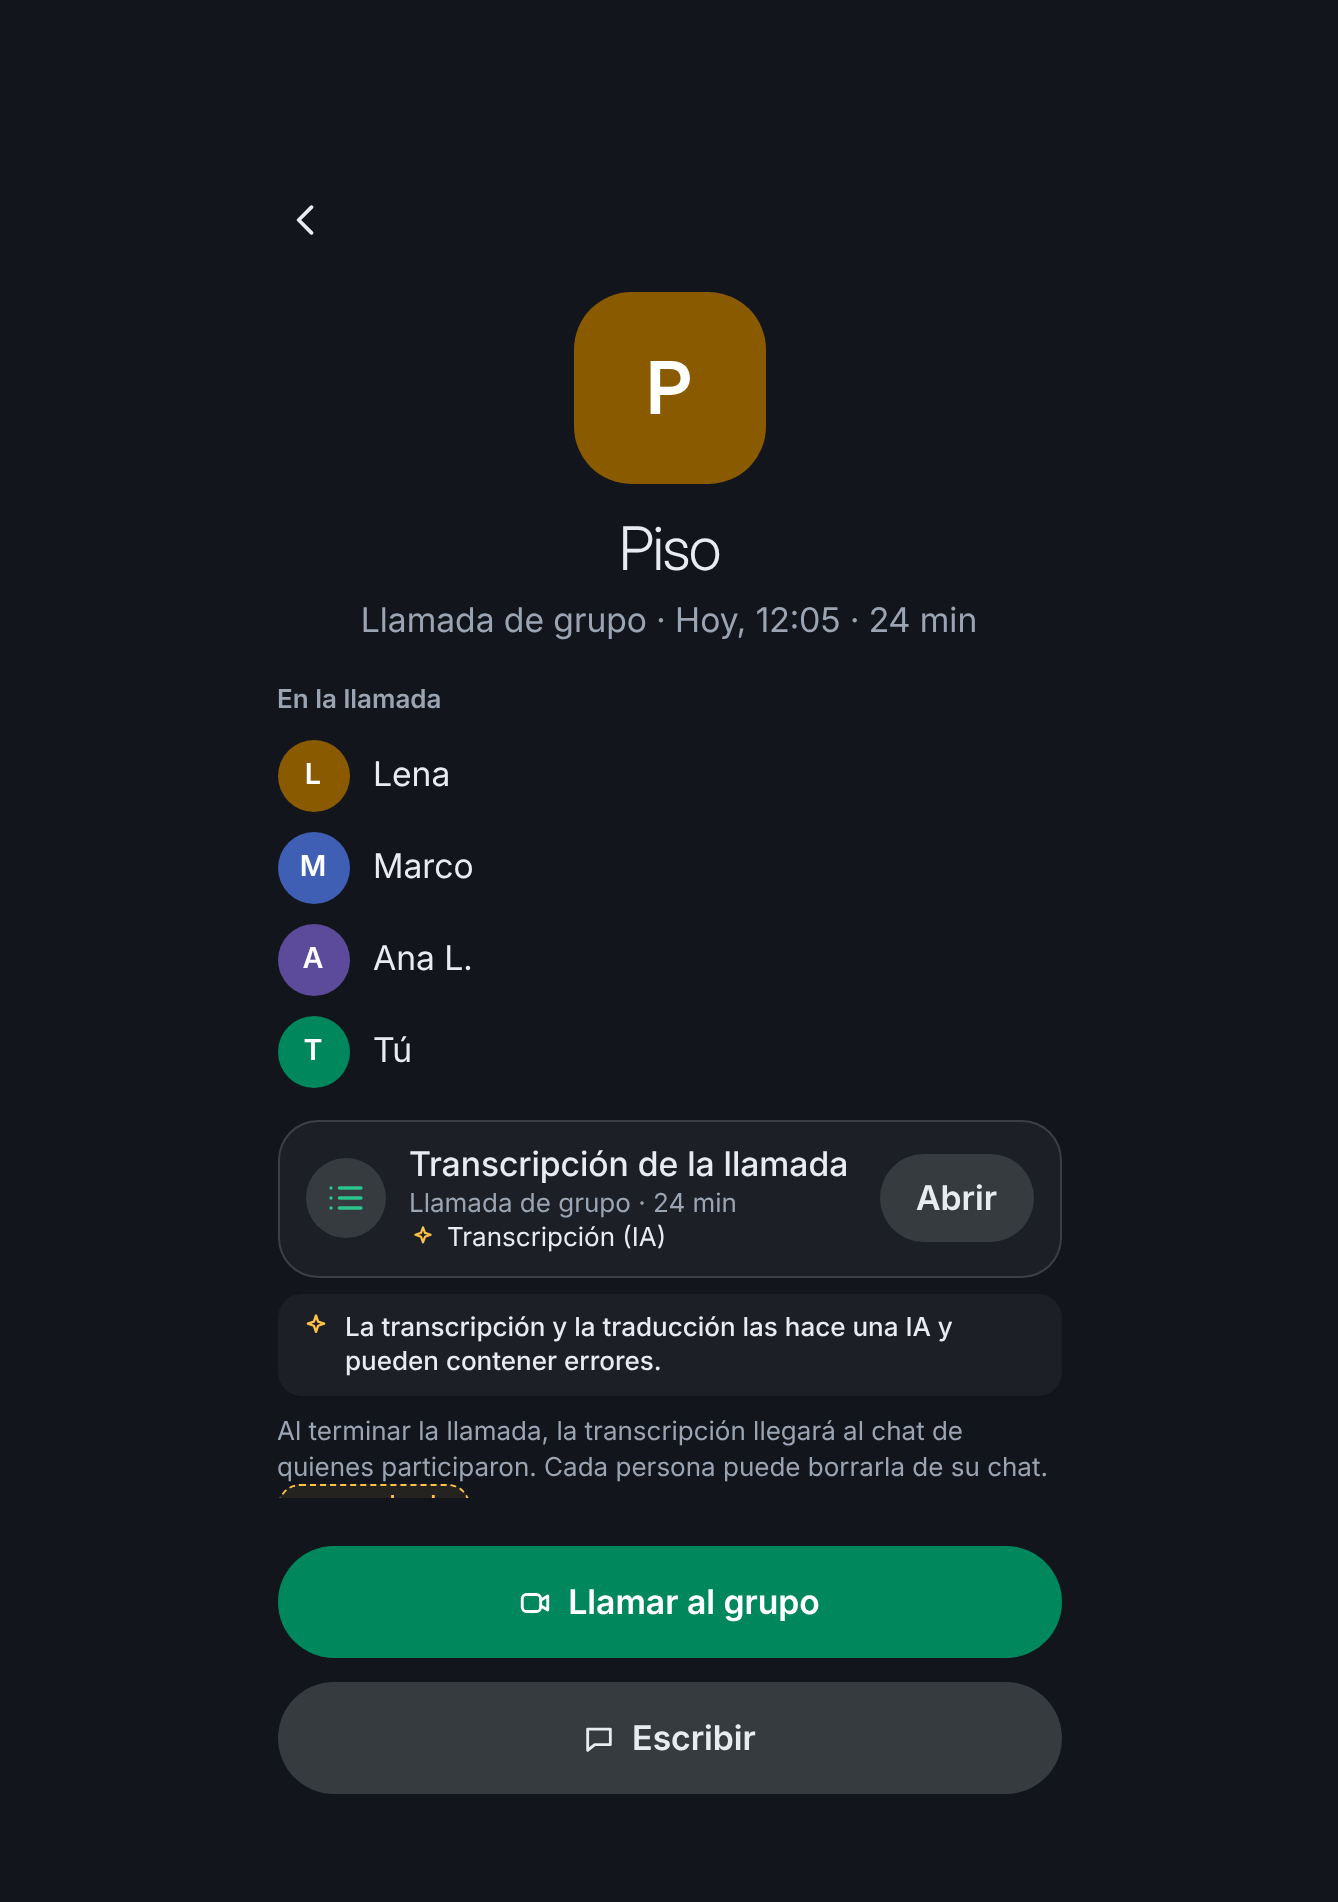 P
Piso
Llamada de grupo · Hoy, 12:05 · 24 min
En la llamada
L Lena
M Marco
A Ana L.
T Tú
Transcripción de la llamada
Llamada de grupo · 24 min
Transcripción (IA)
Abrir
La transcripción y la traducción las hace una IA y
pueden contener errores.
Al terminar la llamada, la transcripción llegará al chat de
quienes participaron. Cada persona puede borrarla de su chat.
Llamar al grupo
Escribir